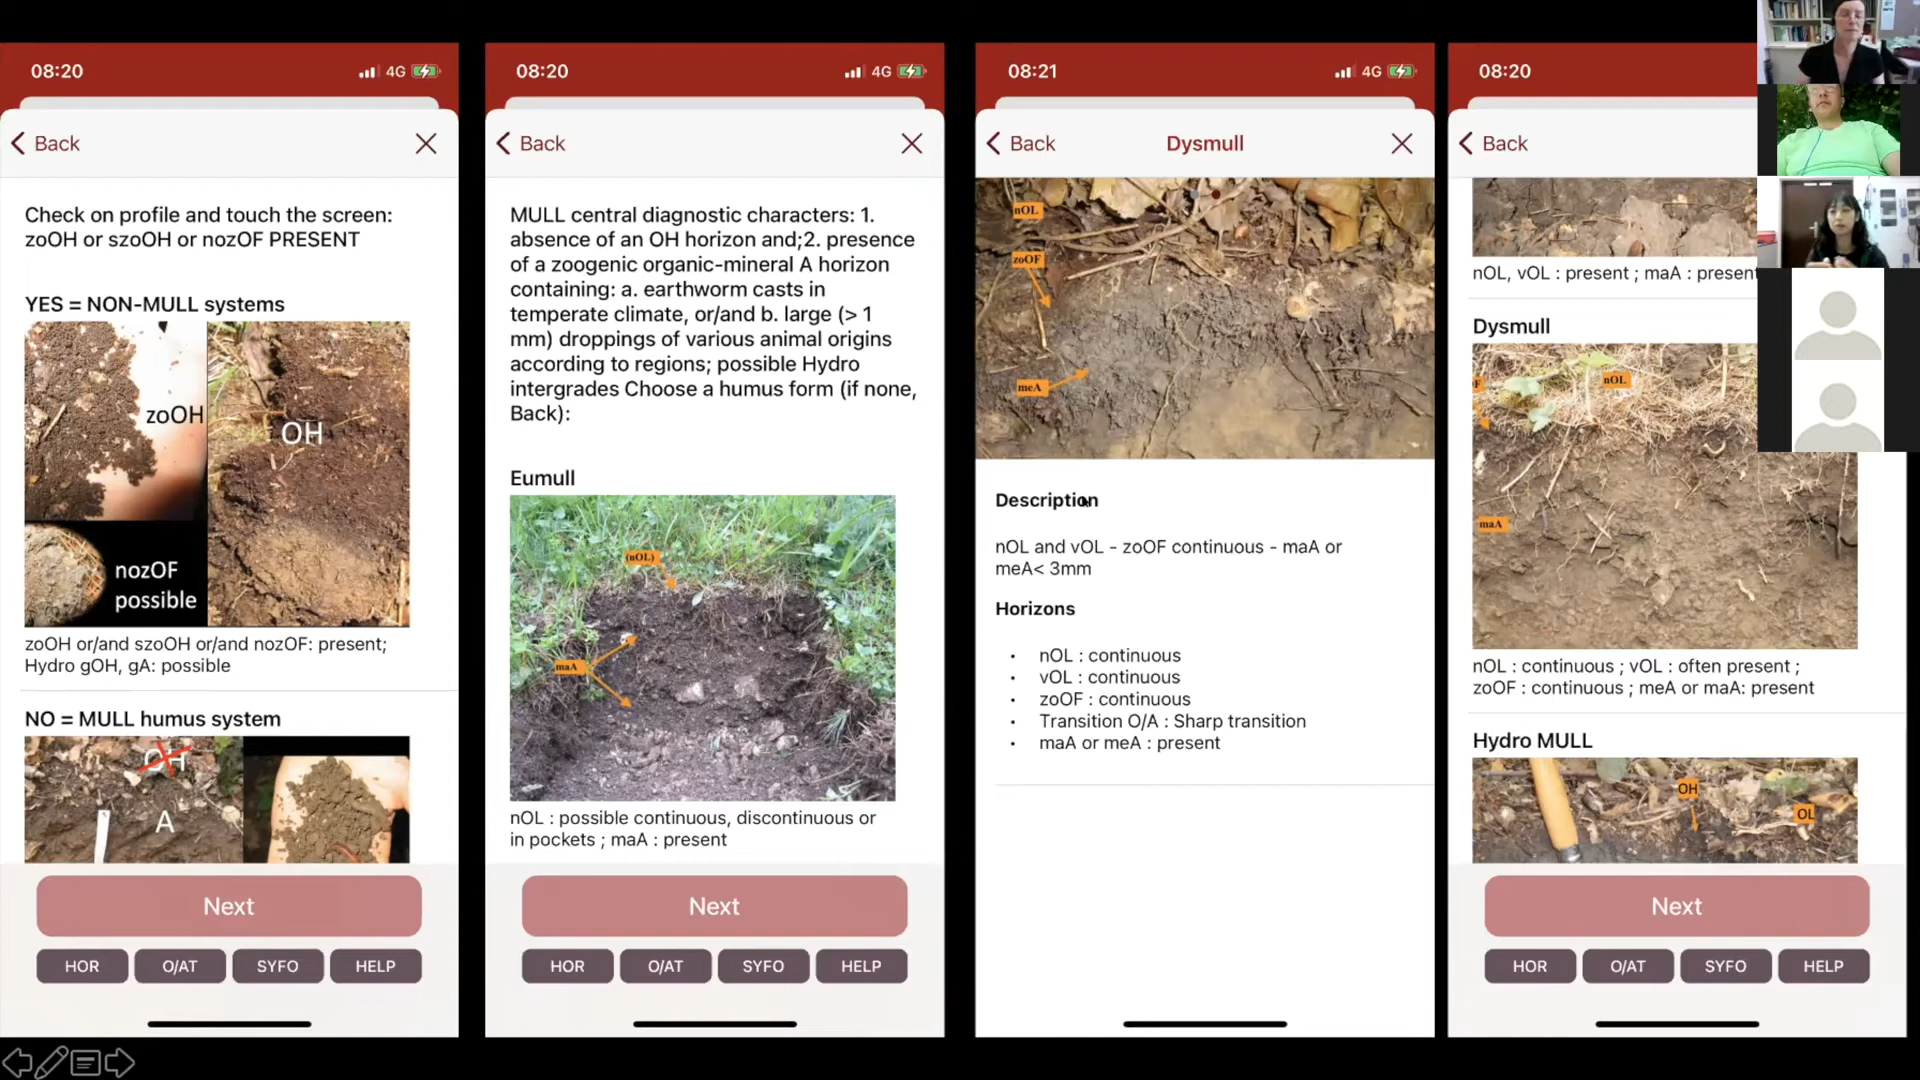 08:20
4G
Back
Check on profile and touch the screen:
zoOH or szoOH or nozOF PRESENT
YES = NON-MULL systems
zoOH
OH
nozOF
possible
zoOH or/and szoOH or/and nozOF: present;
Hydro gOH, gA: possible
NO = MULL humus system
OH
A
Next
HOR
O/AT
SYFO
HELP
08:20
4G
Back
MULL central diagnostic characters: 1.
absence of an OH horizon and;2. presence
of a zoogenic organic-mineral A horizon
containing: a. earthworm casts in
temperate climate, or/and b. large (> 1
mm) droppings of various animal origins
according to regions; possible Hydro
intergrades Choose a humus form (if none,
Back):
Eumull
(nOL)
maA
nOL : possible continuous, discontinuous or
in pockets ; maA : present
Next
HOR
O/AT
SYFO
HELP
08:21
4G
Back
Dysmull
nOL
zoOF
meA
Description
nOL and vOL - zoOF continuous - maA or
meA< 3mm
Horizons
• nOL : continuous
• vOL : continuous
• zoOF : continuous
• Transition O/A : Sharp transition
• maA or meA : present
08:20
Back
nOL, vOL : present ; maA : present
Dysmull
nOL
maA
nOL : continuous ; vOL : often present ;
zoOF : continuous ; meA or maA: present
Hydro MULL
OH
OL
Next
HOR
O/AT
SYFO
HELP